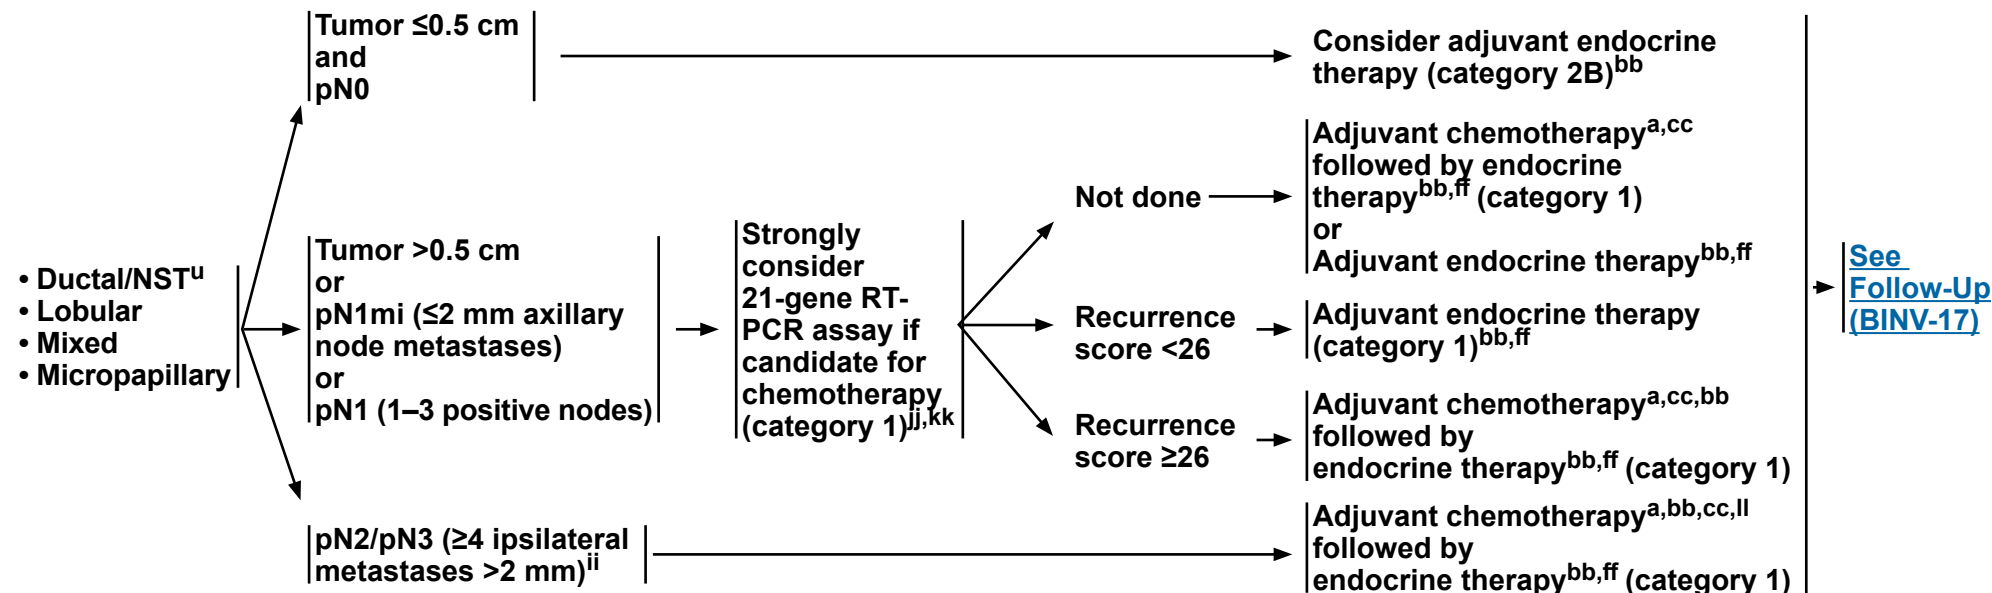 • Ductal/NSTu
• Lobular
• Mixed
• Micropapillary
Tumor ≤0.5 cm
and
pN0
Consider adjuvant endocrine
therapy (category 2B)bb
Tumor >0.5 cm
or
pN1mi (≤2 mm axillary
node metastases)
or
pN1 (1–3 positive nodes)
Strongly
consider
21-gene RT-
PCR assay if
candidate for
chemotherapy
(category 1)jj,kk
Not done
Adjuvant chemotherapya,cc
followed by endocrine
therapybb,ff (category 1)
or
Adjuvant endocrine therapybb,ff
Recurrence
score <26
Adjuvant endocrine therapy
(category 1)bb,ff
Recurrence
score ≥26
Adjuvant chemotherapya,cc,bb
followed by
endocrine therapybb,ff (category 1)
pN2/pN3 (≥4 ipsilateral
metastases >2 mm)ii
Adjuvant chemotherapya,bb,cc,ll
followed by
endocrine therapybb,ff (category 1)
See
Follow-Up
(BINV-17)